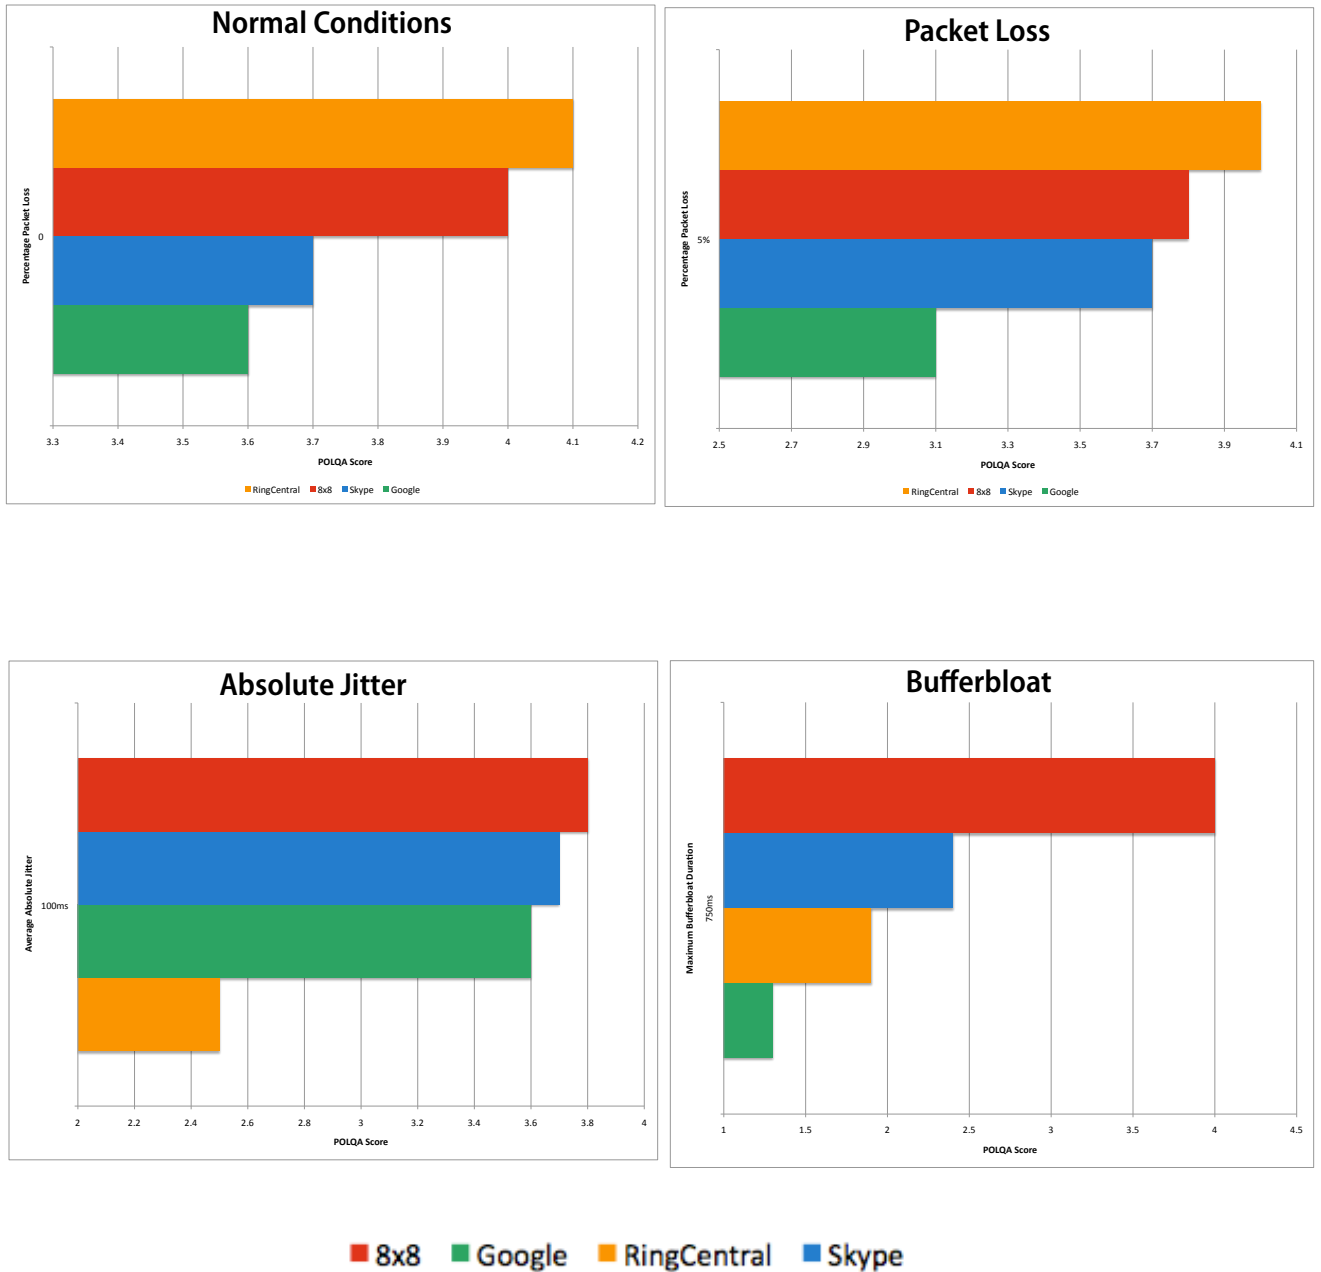 Normal Conditions
Percentage Packet Loss
0
3.3 3.4 3.5 3.6 3.7 3.8 3.9 4 4.1 4.2
POLQA Score
RingCentral 8x8 Skype Google
Packet Loss
Percentage Packet Loss
5%
2.5 2.7 2.9 3.1 3.3 3.5 3.7 3.9 4.1
POLQA Score
RingCentral 8x8 Skype Google
Absolute Jitter
Average Absolute Jitter
100ms
2 2.2 2.4 2.6 2.8 3 3.2 3.4 3.6 3.8 4
POLQA Score
Bufferbloat
Maximum Bufferbloat Duration
750ms
1 1.5 2 2.5 3 3.5 4 4.5
POLQA Score
8x8 Google RingCentral Skype